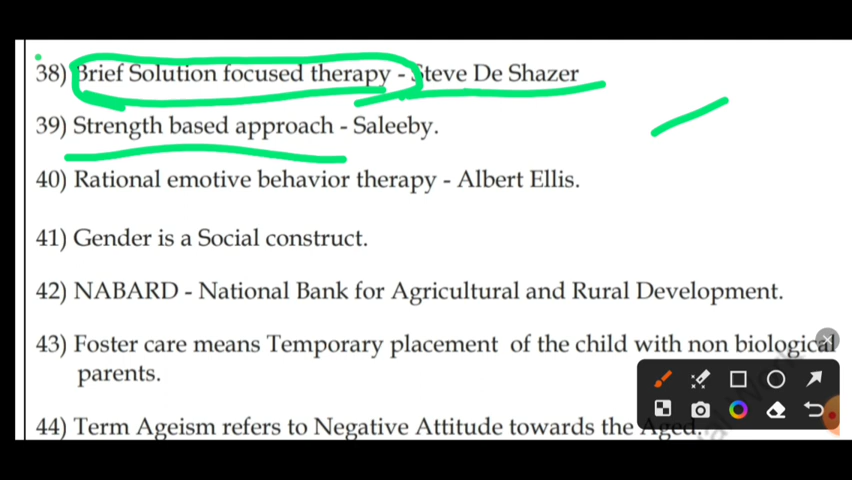 38) Brief Solution focused therapy - Steve De Shazer
39) Strength based approach - Saleeby.
40) Rational emotive behavior therapy - Albert Ellis.
41) Gender is a Social construct.
42) NABARD - National Bank for Agricultural and Rural Development.
43) Foster care means Temporary placement of the child with non biological
parents.
44) Term Ageism refers to Negative Attitude towards the Aged.